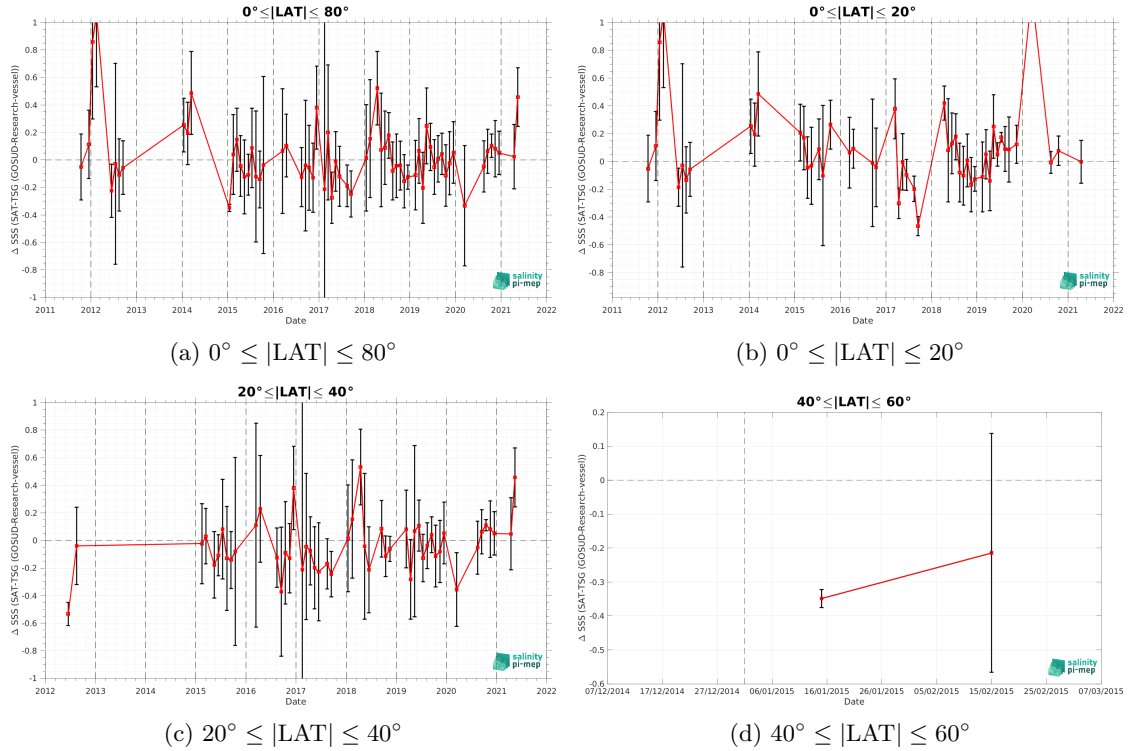 0°≤|LAT|≤ 80°
Δ SSS (SAT-TSG (GOSUD-Research-vessel))
1
0.8
0.6
0.4
0.2
0
-0.2
-0.4
-0.6
-0.8
-1
2011 2012 2013 2014 2015 2016 2017 2018 2019 2020 2021 2022
Date
salinity
pi-mep
(a) 0° ≤ |LAT| ≤ 80°
0°≤|LAT|≤ 20°
Δ SSS (SAT-TSG (GOSUD-Research-vessel))
1
0.8
0.6
0.4
0.2
0
-0.2
-0.4
-0.6
-0.8
2011 2012 2013 2014 2015 2016 2017 2018 2019 2020 2021 2022
Date
salinity
pi-mep
(b) 0° ≤ |LAT| ≤ 20°
20°≤|LAT|≤ 40°
Δ SSS (SAT-TSG (GOSUD-Research-vessel))
1
0.8
0.6
0.4
0.2
0
-0.2
-0.4
-0.6
-0.8
-1
2012 2013 2014 2015 2016 2017 2018 2019 2020 2021 2022
Date
salinity
pi-mep
(c) 20° ≤ |LAT| ≤ 40°
40°≤|LAT|≤ 60°
Δ SSS (SAT-TSG (GOSUD-Research-vessel))
0.2
0.1
0
-0.1
-0.2
-0.3
-0.4
-0.5
-0.6
07/12/2014 17/12/2014 27/12/2014 06/01/2015 16/01/2015 26/01/2015 05/02/2015 15/02/2015 25/02/2015 07/03/2015
Date
salinity
pi-mep
(d) 40° ≤ |LAT| ≤ 60°